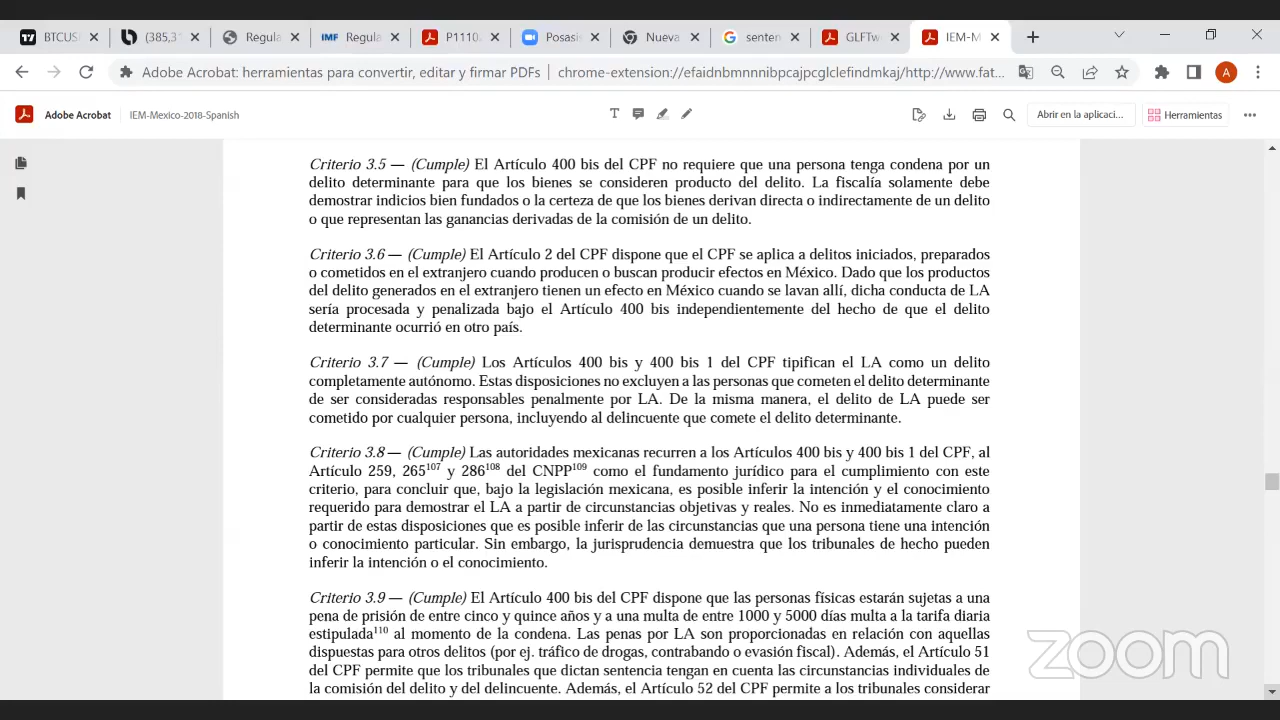 BTCUS
(385,3
Regula
IMF Regula
P1110
Posasi
Nueva
G senten
GLFTw
IEM-M
Adobe Acrobat: herramientas para convertir, editar y firmar PDFs | chrome-extension://efaidnbmnnnibpcajpcglclefindmkaj/http://www.fat... A
Adobe Acrobat IEM-Mexico-2018-Spanish T Abrir en la aplicaci... Herramientas
Criterio 3.5 — (Cumple) El Artículo 400 bis del CPF no requiere que una persona tenga condena por un
delito determinante para que los bienes se consideren producto del delito. La fiscalía solamente debe
demostrar indicios bien fundados o la certeza de que los bienes derivan directa o indirectamente de un delito
o que representan las ganancias derivadas de la comisión de un delito.
Criterio 3.6 — (Cumple) El Artículo 2 del CPF dispone que el CPF se aplica a delitos iniciados, preparados
o cometidos en el extranjero cuando producen o buscan producir efectos en México. Dado que los productos
del delito generados en el extranjero tienen un efecto en México cuando se lavan allí, dicha conducta de LA
sería procesada y penalizada bajo el Artículo 400 bis independientemente del hecho de que el delito
determinante ocurrió en otro país.
Criterio 3.7 — (Cumple) Los Artículos 400 bis y 400 bis 1 del CPF tipifican el LA como un delito
completamente autónomo. Estas disposiciones no excluyen a las personas que cometen el delito determinante
de ser consideradas responsables penalmente por LA. De la misma manera, el delito de LA puede ser
cometido por cualquier persona, incluyendo al delincuente que comete el delito determinante.
Criterio 3.8 — (Cumple) Las autoridades mexicanas recurren a los Artículos 400 bis y 400 bis 1 del CPF, al
Artículo 259, 265107 y 286108 del CNPP109 como el fundamento jurídico para el cumplimiento con este
criterio, para concluir que, bajo la legislación mexicana, es posible inferir la intención y el conocimiento
requerido para demostrar el LA a partir de circunstancias objetivas y reales. No es inmediatamente claro a
partir de estas disposiciones que es posible inferir de las circunstancias que una persona tiene una intención
o conocimiento particular. Sin embargo, la jurisprudencia demuestra que los tribunales de hecho pueden
inferir la intención o el conocimiento.
Criterio 3.9 — (Cumple) El Artículo 400 bis del CPF dispone que las personas físicas estarán sujetas a una
pena de prisión de entre cinco y quince años y a una multa de entre 1000 y 5000 días multa a la tarifa diaria
estipulada110 al momento de la condena. Las penas por LA son proporcionadas en relación con aquellas
dispuestas para otros delitos (por ej. tráfico de drogas, contrabando o evasión fiscal). Además, el Artículo 51
del CPF permite que los tribunales que dictan sentencia tengan en cuenta las circunstancias individuales de
la comisión del delito y del delincuente. Además, el Artículo 52 del CPF permite a los tribunales considerar
zoom